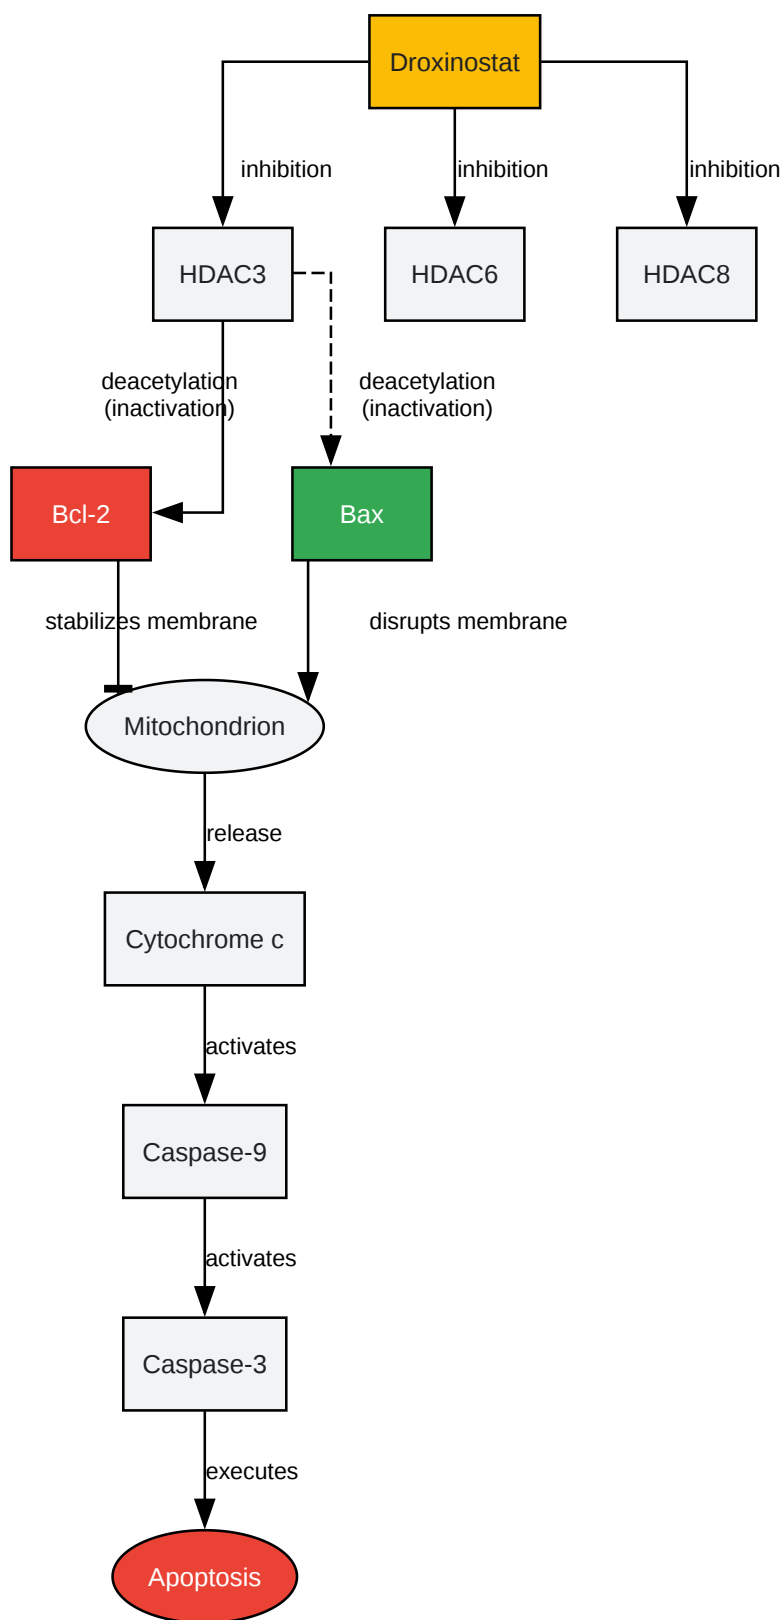 Droxinostat
inhibition
inhibition
inhibition
HDAC3
HDAC6
HDAC8
deacetylation
(inactivation)
deacetylation
(inactivation)
Bcl-2
Bax
stabilizes membrane
disrupts membrane
Mitochondrion
release
Cytochrome c
activates
Caspase-9
activates
Caspase-3
executes
Apoptosis